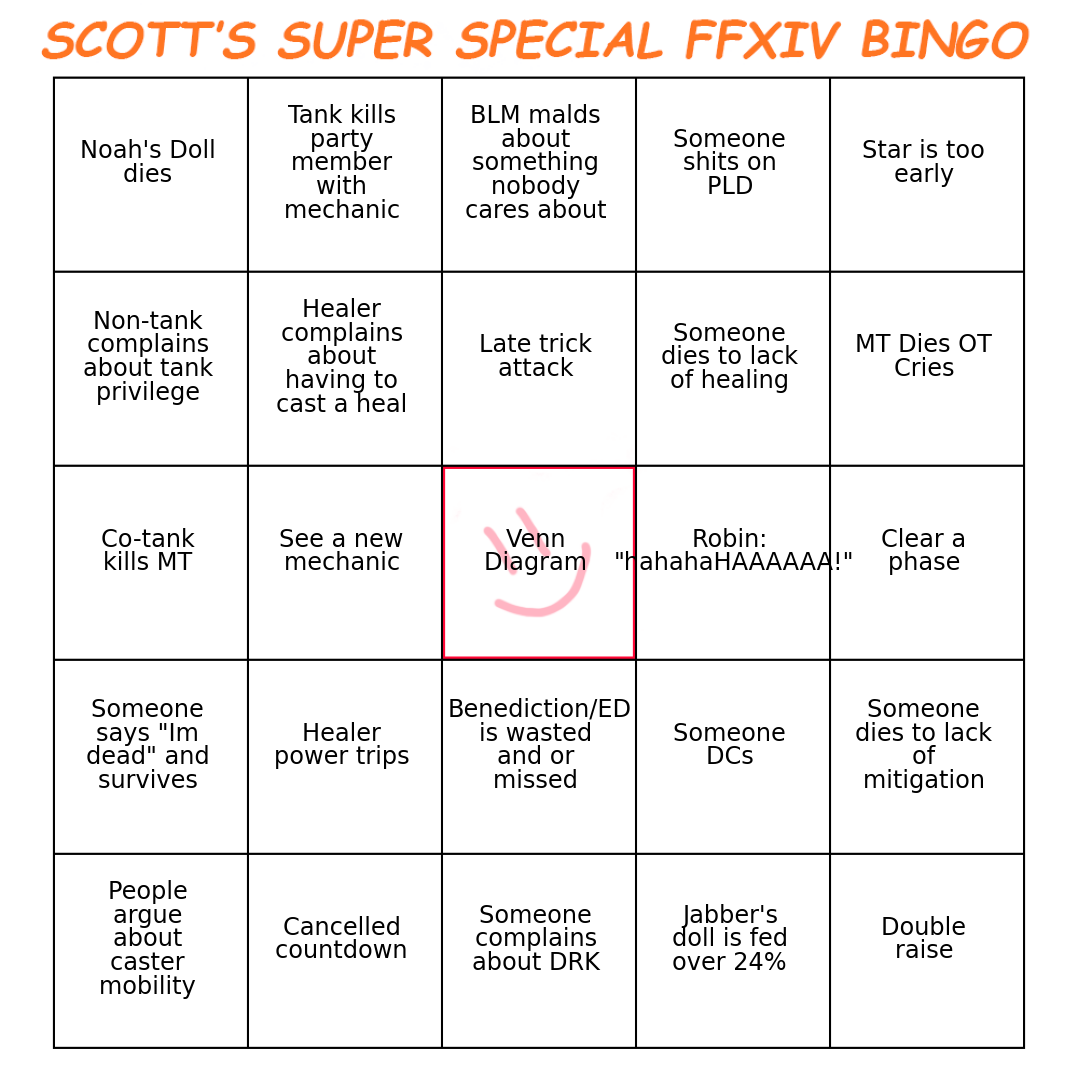 SCOTT'S SUPER SPECIAL FFXIV BINGO
Noah's Doll
dies
Tank kills
party
member
with
mechanic
BLM malds
about
something
nobody
cares about
Someone
shits on
PLD
Star is too
early
Non-tank
complains
about tank
privilege
Healer
complains
about
having to
cast a heal
Late trick
attack
Someone
dies to lack
of healing
MT Dies OT
Cries
Co-tank
kills MT
See a new
mechanic
Venn
Diagram
Robin:
"hahahaHAAAAAA!"
Clear a
phase
Someone
says "Im
dead" and
survives
Healer
power trips
Benediction/ED
is wasted
and or
missed
Someone
DCs
Someone
dies to lack
of
mitigation
People
argue
about
caster
mobility
Cancelled
countdown
Someone
complains
about DRK
Jabber's
doll is fed
over 24%
Double
raise